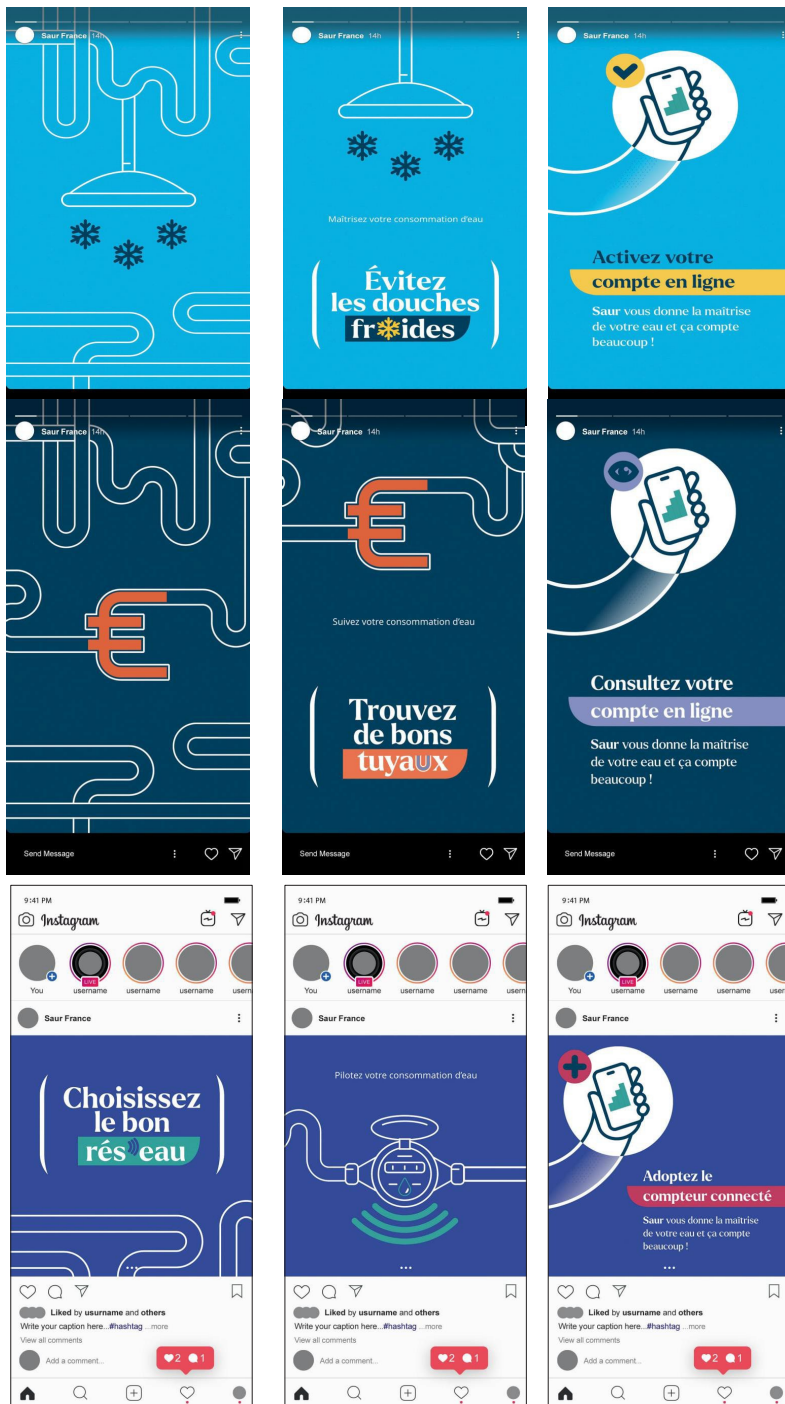 Saur France 14h
Saur France 14h
Maîtrisez votre consommation d'eau
Évitez
les douches
froides
Saur France 14h
Activez votre
compte en ligne
Saur vous donne la maîtrise
de votre eau et ça compte
beaucoup !
Saur France 14h
Send Message
Saur France 14h
Suivez votre consommation d'eau
Trouvez
de bons
tuyaux
Send Message
Saur France 14h
Consultez votre
compte en ligne
Saur vous donne la maîtrise
de votre eau et ça compte
beaucoup !
Send Message
9:41 PM
Instagram
You LIVE username username username usern
Saur France
Choisissez
le bon
réseau
Liked by usurname and others
Write your caption here...#hashtag ...more
View all comments
Add a comment...
2 1
9:41 PM
Instagram
You LIVE username username username usern
Saur France
Pilotez votre consommation d'eau
Liked by usurname and others
Write your caption here...#hashtag ...more
View all comments
Add a comment...
2 1
9:41 PM
Instagram
You LIVE username username username user
Saur France
Adoptez le
compteur connecté
Saur vous donne la maîtrise
de votre eau et ça compte
beaucoup !
Liked by usurname and others
Write your caption here...#hashtag ...more
View all comments
Add a comment...
2 1